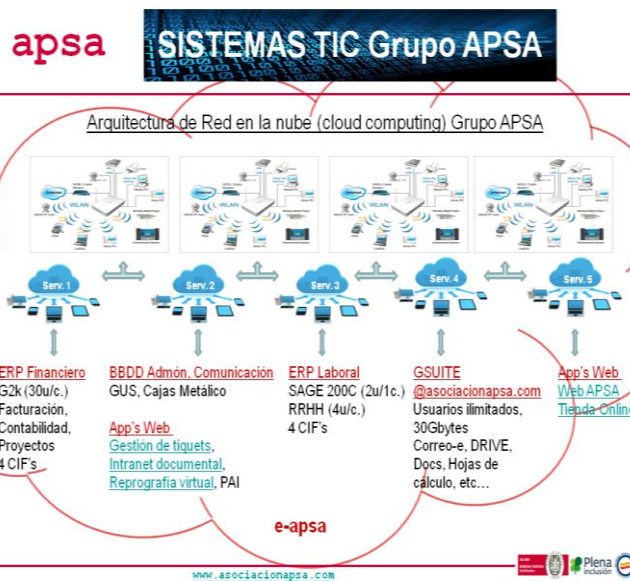 apsa
SISTEMAS TIC Grupo APSA
Arquitectura de Red en la nube (cloud computing) Grupo APSA
WLAN
WLAN
WLAN
WLAN
Serv. 1
Serv. 2
Serv. 3
Serv. 4
Serv. 5
ERP Financiero
G2k (30u/c.)
Facturación,
Contabilidad,
Proyectos
4 CIF's
BBDD Admón, Comunicación
GUS, Cajas Metálico
App's Web
Gestión de tiquets,
Intranet documental,
Reprografía virtual, PAI
ERP Laboral
SAGE 200C (2u/1c.)
RRHH (4u/c.)
4 CIF's
GSUITE
@asociacionapsa.com
Usuarios ilimitados,
30Gbytes
Correo-e, DRIVE,
Docs, Hojas de
cálculo, etc...
App's Web
Web APSA
Tienda Online
e-apsa
www.asociacionapsa.com
Plena
inclusión